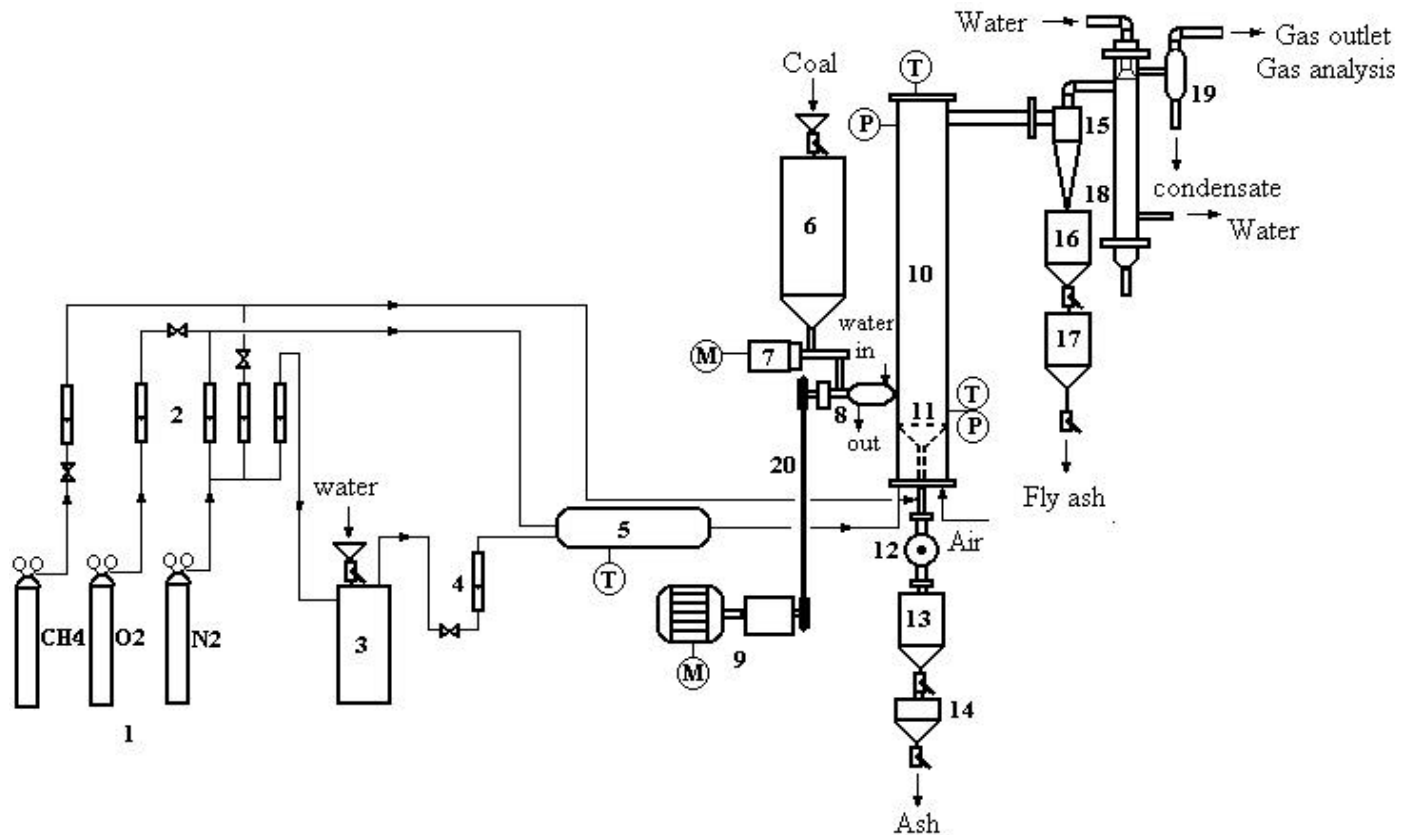 Water
Gas outlet
Gas analysis
Coal
T
P
15
19
condensate
18
Water
6
16
10
17
water
in
M
7
2
8
11
T
P
out
20
Fly ash
water
5
12
Air
4
T
CH4
O2
N2
3
13
9
M
14
1
Ash